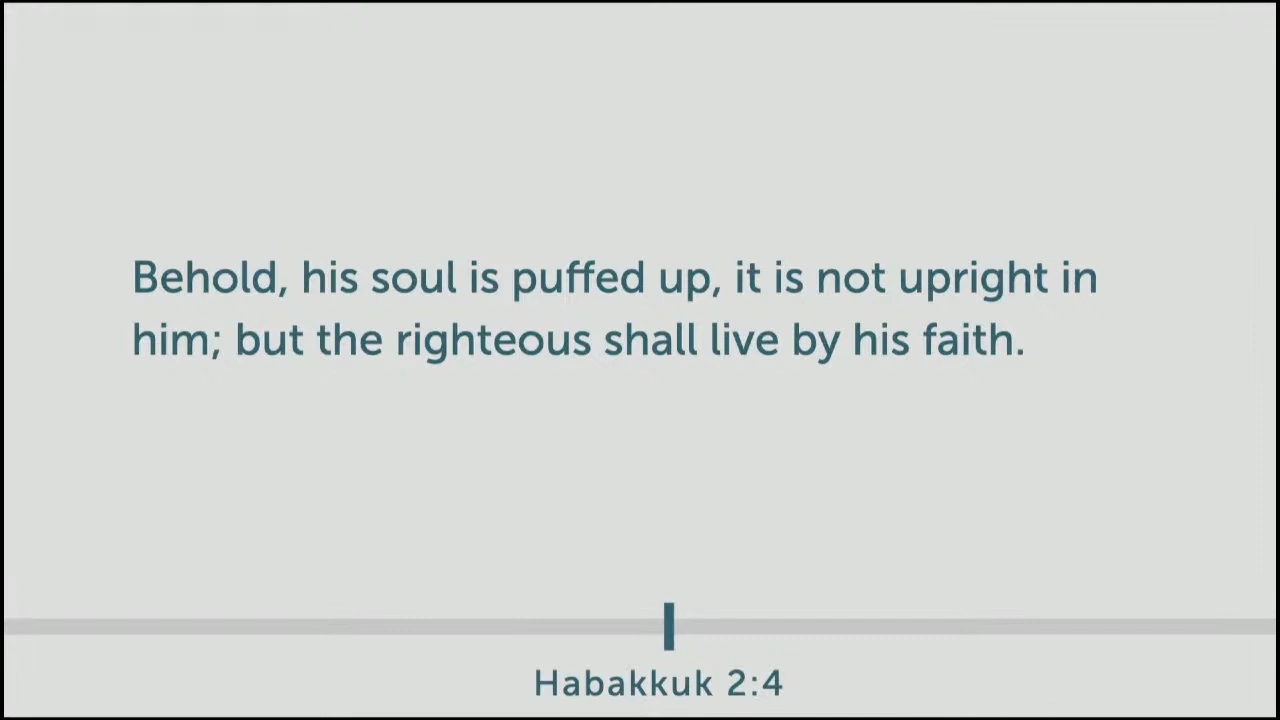 Behold, his soul is puffed up, it is not upright in
him; but the righteous shall live by his faith.
Habakkuk 2:4